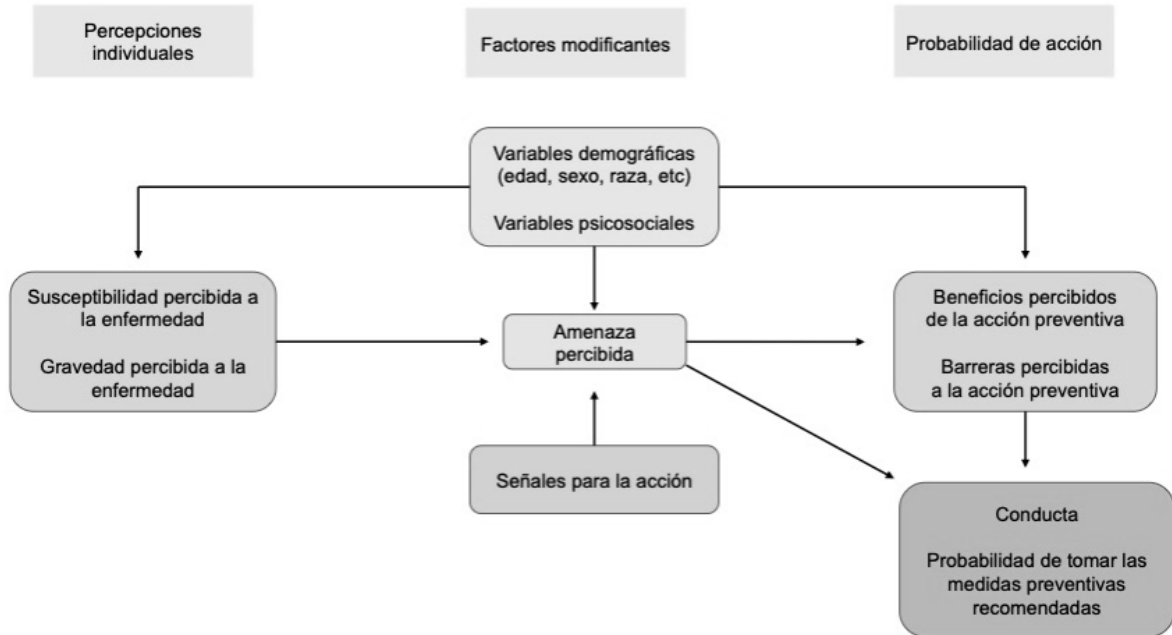 Percepciones
individuales
Factores modificantes
Probabilidad de acción
Variables demográficas
(edad, sexo, raza, etc)
Variables psicosociales
Susceptibilidad percibida a
la enfermedad
Gravedad percibida a la
enfermedad
Amenaza
percibida
Beneficios percibidos
de la acción preventiva
Barreras percibidas
a la acción preventiva
Señales para la acción
Conducta
Probabilidad de tomar las
medidas preventivas
recomendadas